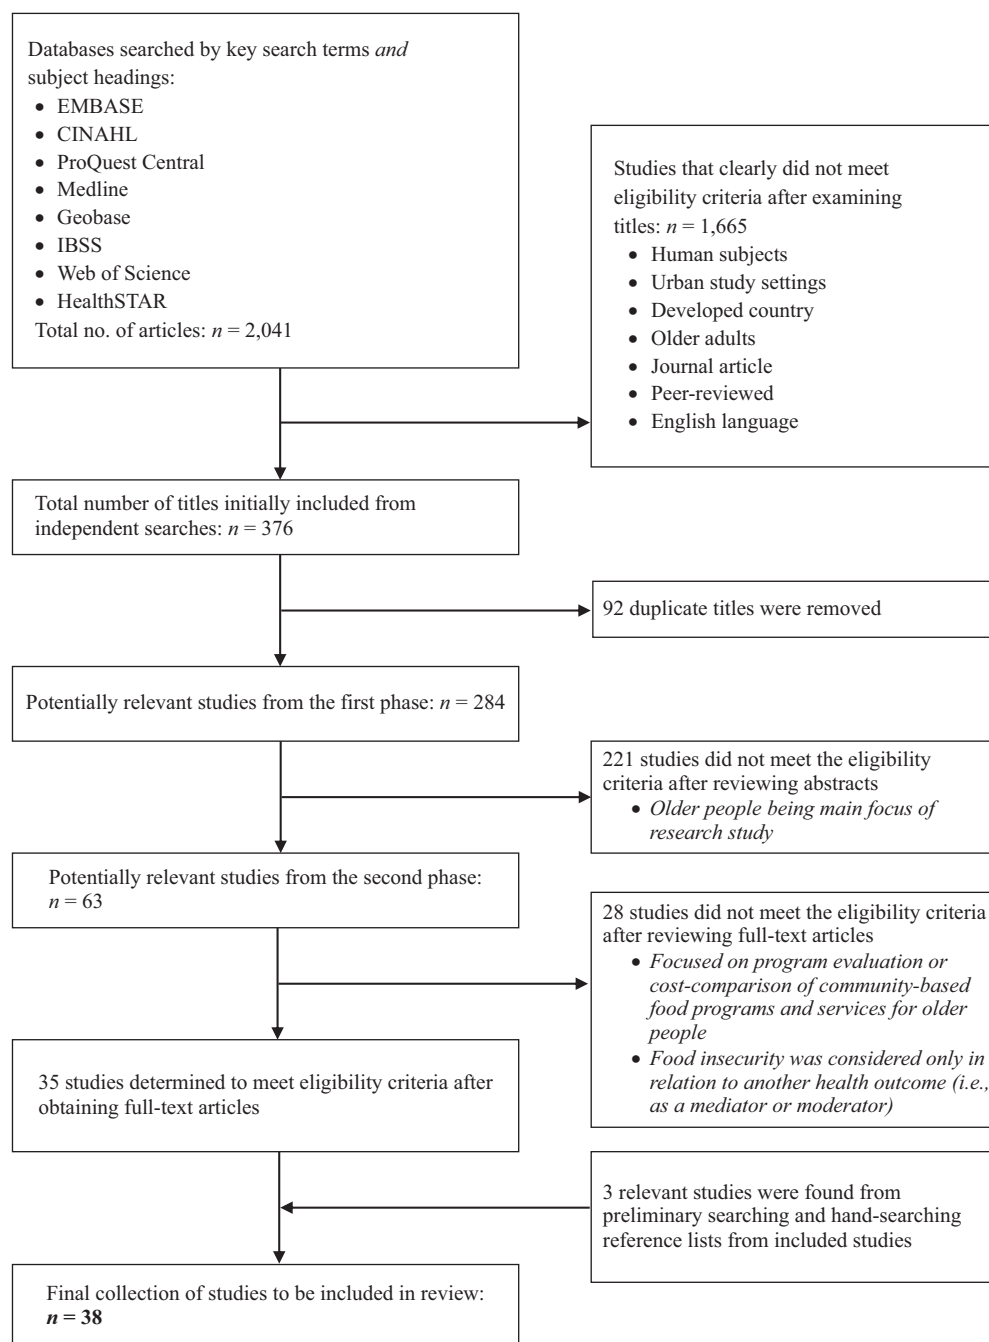 Databases searched by key search terms and
subject headings:
• EMBASE
• CINAHL
• ProQuest Central
• Medline
• Geobase
• IBSS
• Web of Science
• HealthSTAR
Total no. of articles: n = 2,041
Studies that clearly did not meet
eligibility criteria after examining
titles: n = 1,665
• Human subjects
• Urban study settings
• Developed country
• Older adults
• Journal article
• Peer-reviewed
• English language
Total number of titles initially included from
independent searches: n = 376
92 duplicate titles were removed
Potentially relevant studies from the first phase: n = 284
221 studies did not meet the eligibility
criteria after reviewing abstracts
• Older people being main focus of
research study
Potentially relevant studies from the second phase:
n = 63
28 studies did not meet the eligibility criteria
after reviewing full-text articles
• Focused on program evaluation or
cost-comparison of community-based
food programs and services for older
people
• Food insecurity was considered only in
relation to another health outcome (i.e.,
as a mediator or moderator)
35 studies determined to meet eligibility criteria after
obtaining full-text articles
3 relevant studies were found from
preliminary searching and hand-searching
reference lists from included studies
Final collection of studies to be included in review:
n = 38